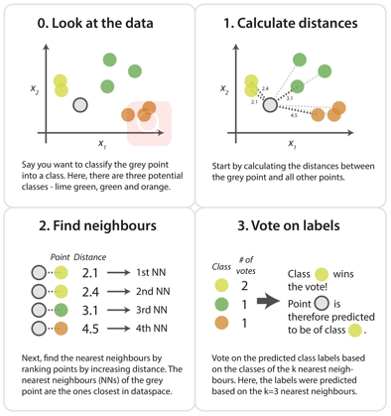 0. Look at the data
X2
X1
Say you want to classify the grey point
into a class. Here, there are three potential
classes - lime green, green and orange.
1. Calculate distances
X2
2.4
2.1
3.1
4.5
X1
Start by calculating the distances between
the grey point and all other points.
2. Find neighbours
Point Distance
2.1 1st NN
2.4 2nd NN
3.1 3rd NN
4.5 4th NN
Next, find the nearest neighbours by
ranking points by increasing distance. The
nearest neighbours (NNs) of the grey
point are the ones closest in dataspace.
3. Vote on labels
Class # of votes
2
1
1
Class wins
the vote!
Point is
therefore predicted
to be of class .
Vote on the predicted class labels based
on the classes of the k nearest neigh-
bours. Here, the labels were predicted
based on the k=3 nearest neighbours.